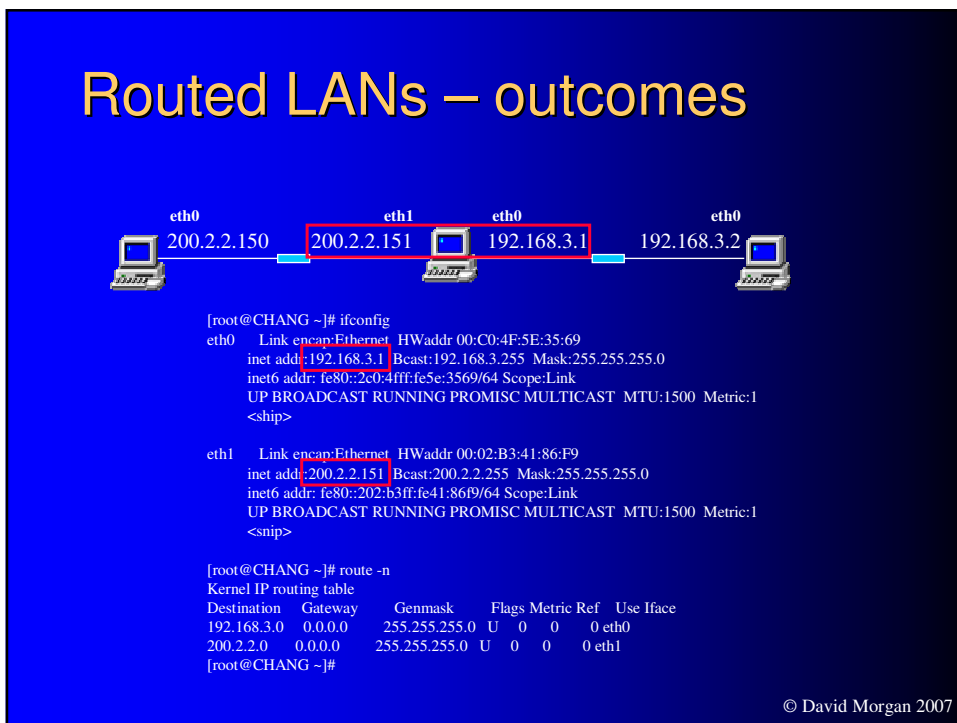 Routed LANs – outcomes
eth0 eth1 eth0 eth0
200.2.2.150 200.2.2.151 192.168.3.1 192.168.3.2
[root@CHANG ~]# ifconfig
eth0 Link encap:Ethernet HWaddr 00:C0:4F:5E:35:69
inet addr:192.168.3.1 Bcast:192.168.3.255 Mask:255.255.255.0
inet6 addr: fe80::2c0:4fff:fe5e:3569/64 Scope:Link
UP BROADCAST RUNNING PROMISC MULTICAST MTU:1500 Metric:1
<ship>
eth1 Link encap:Ethernet HWaddr 00:02:B3:41:86:F9
inet addr:200.2.2.151 Bcast:200.2.2.255 Mask:255.255.255.0
inet6 addr: fe80::202:b3ff:fe41:86f9/64 Scope:Link
UP BROADCAST RUNNING PROMISC MULTICAST MTU:1500 Metric:1
<snip>
[root@CHANG ~]# route -n
Kernel IP routing table
Destination Gateway Genmask Flags Metric Ref Use Iface
192.168.3.0 0.0.0.0 255.255.255.0 U 0 0 0 eth0
200.2.2.0 0.0.0.0 255.255.255.0 U 0 0 0 eth1
[root@CHANG ~]#
© David Morgan 2007